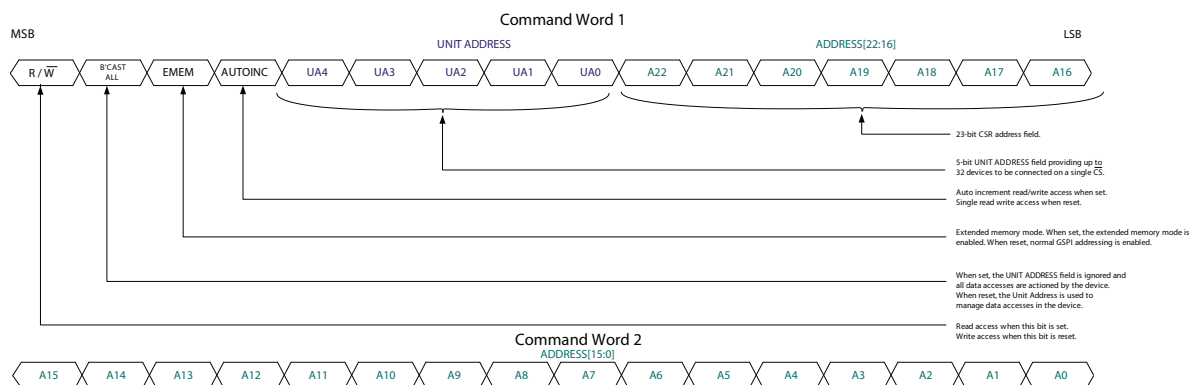 Command Word 1
MSB
LSB
UNIT ADDRESS
ADDRESS[22:16]
R / W B'CAST ALL EMEM AUTOINC UA4 UA3 UA2 UA1 UA0 A22 A21 A20 A19 A18 A17 A16
23-bit CSR address field.
5-bit UNIT ADDRESS field providing up to
32 devices to be connected on a single CS.
Auto increment read/write access when set.
Single read write access when reset.
Extended memory mode. When set, the extended memory mode is
enabled. When reset, normal GSPI addressing is enabled.
When set, the UNIT ADDRESS field is ignored and
all data accesses are actioned by the device.
When reset, the Unit Address is used to
manage data accesses in the device.
Read access when this bit is set.
Write access when this bit is reset.
Command Word 2
ADDRESS[15:0]
A15 A14 A13 A12 A11 A10 A9 A8 A7 A6 A5 A4 A3 A2 A1 A0